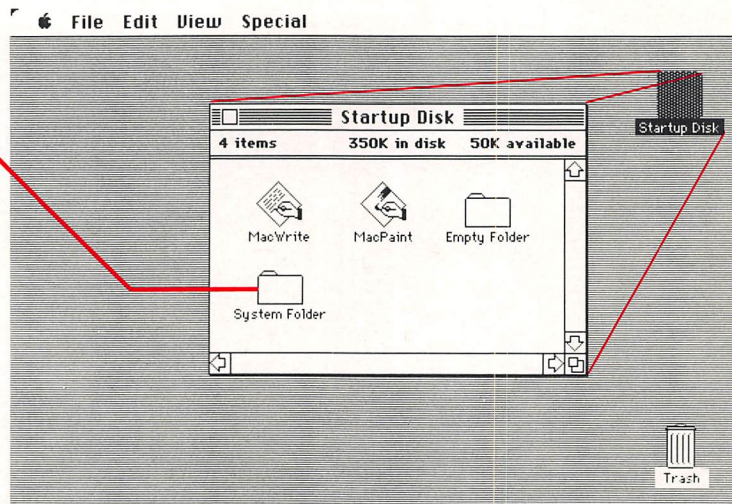 File Edit View Special
Startup Disk
Startup Disk
4 items 350K in disk 50K available
MacWrite MacPaint Empty Folder
System Folder
Trash